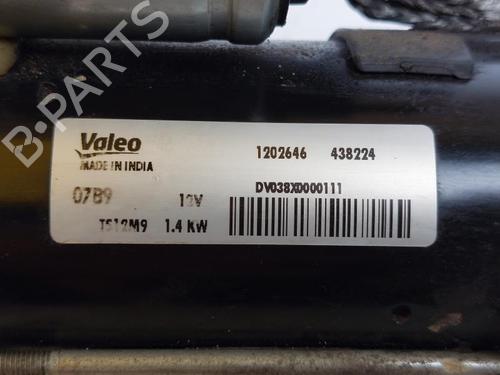 B-PARTS
Valeo
MADE IN INDIA
1202646 438224
07B9 12V
DV038X0000111
TS12M9 1.4 kW